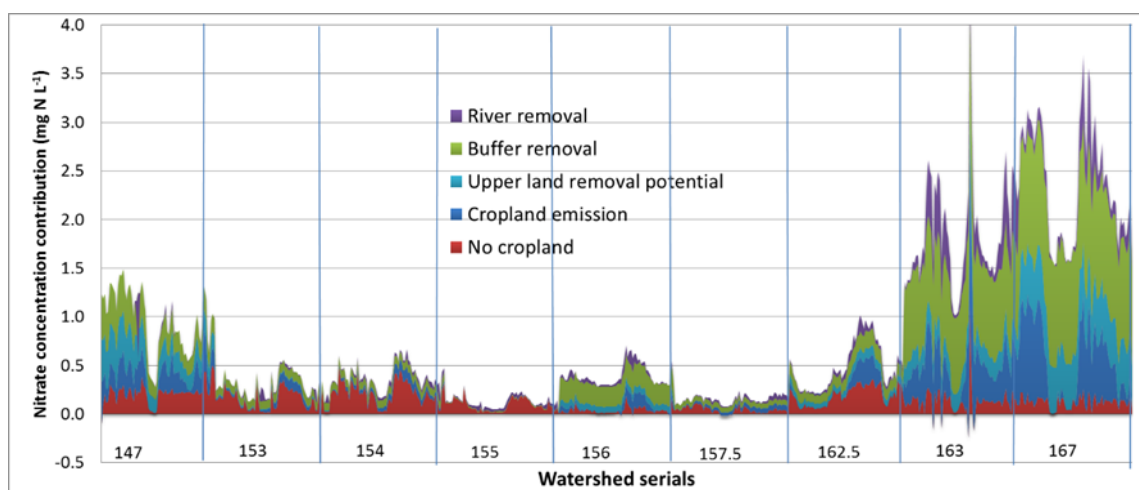 4.0
3.5
3.0
2.5
2.0
1.5
1.0
0.5
0.0
-0.5
Nitrate concentration contribution (mg N L⁻¹)
River removal
Buffer removal
Upper land removal potential
Cropland emission
No cropland
147 153 154 155 156 157.5 162.5 163 167
Watershed serials